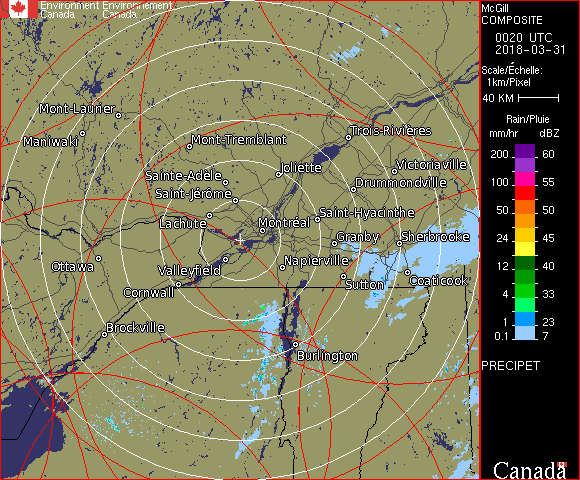 Environment Environnement
Canada Canada
McGill
COMPOSITE
0020 UTC
2018-03-31
Scale/Échelle:
1km/Pixel
40 KM
Rain/Pluie
mm/hr dBZ
200 60
100 55
50 50
24 45
12 40
4 33
1 23
0.1 7
PRECIPET
Canada
Mont-Laurier
Maniwaki
Mont-Tremblant
Trois-Rivières
Joliette
Victoriaville
Sainte-Adèle
Drummondville
Saint-Jérôme
Lachute
Saint-Hyacinthe
Montréal
Granby
Sherbrooke
Ottawa
Valleyfield
Napierville
Coaticook
Cornwall
Sutton
Brockville
Burlington